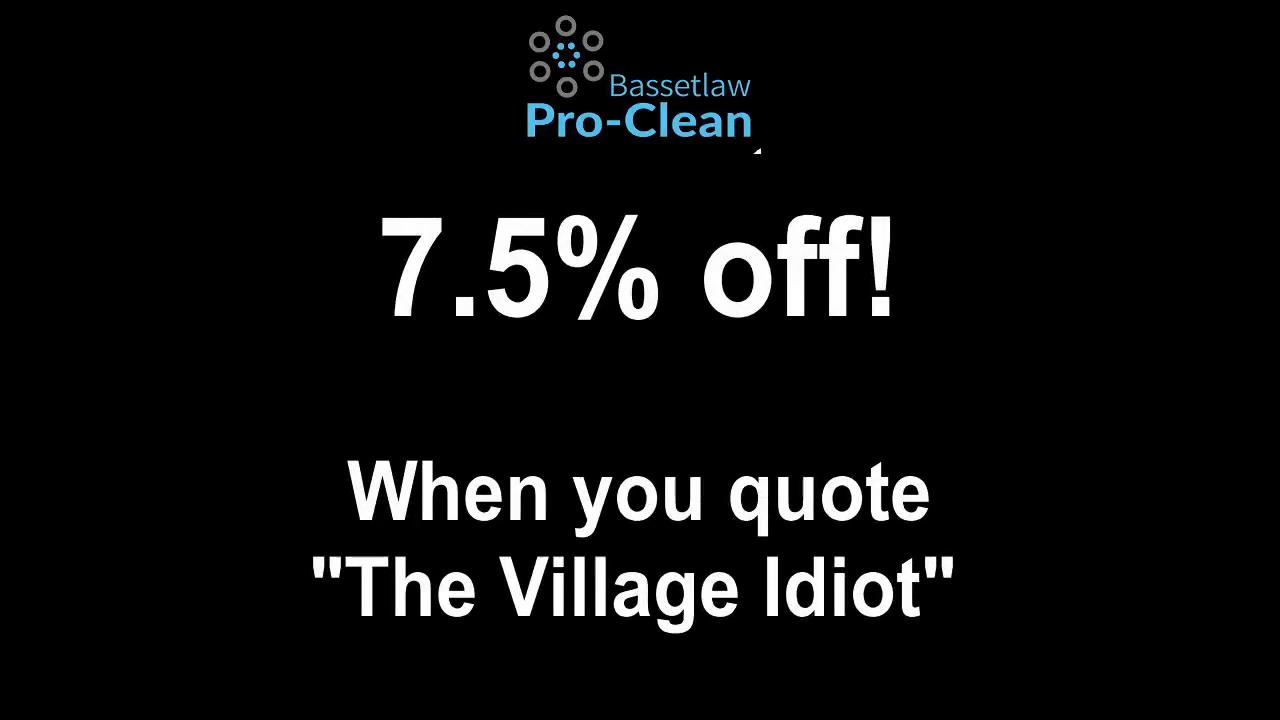 Bassetlaw
Pro-Clean
7.5% off!
When you quote
"The Village Idiot"